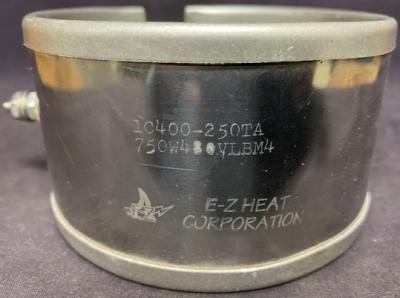 1C400-250TA
750W480VLBM4
E-Z HEAT
CORPORATION